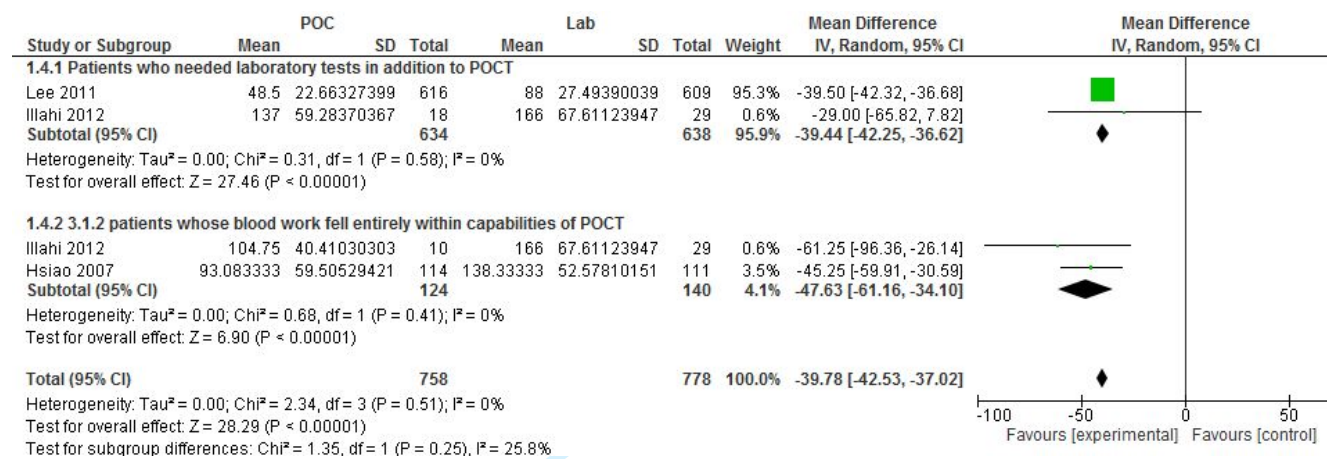 POC Lab Mean Difference Mean Difference
Study or Subgroup Mean SD Total Mean SD Total Weight IV, Random, 95% CI IV, Random, 95% CI
1.4.1 Patients who needed laboratory tests in addition to POCT
Lee 2011 48.5 22.66327399 616 88 27.49390039 609 95.3% -39.50 [-42.32, -36.68]
Illahi 2012 137 59.28370367 18 166 67.61123947 29 0.6% -29.00 [-65.82, 7.82]
Subtotal (95% CI) 634 638 95.9% -39.44 [-42.25, -36.62]
Heterogeneity: Tau² = 0.00; Chi² = 0.31, df = 1 (P = 0.58); I² = 0%
Test for overall effect: Z = 27.46 (P < 0.00001)
1.4.2 3.1.2 patients whose blood work fell entirely within capabilities of POCT
Illahi 2012 104.75 40.41030303 10 166 67.61123947 29 0.6% -61.25 [-96.36, -26.14]
Hsiao 2007 93.083333 59.50529421 114 138.33333 52.57810151 111 3.5% -45.25 [-59.91, -30.59]
Subtotal (95% CI) 124 140 4.1% -47.63 [-61.16, -34.10]
Heterogeneity: Tau² = 0.00; Chi² = 0.68, df = 1 (P = 0.41); I² = 0%
Test for overall effect: Z = 6.90 (P < 0.00001)
Total (95% CI) 758 778 100.0% -39.78 [-42.53, -37.02]
Heterogeneity: Tau² = 0.00; Chi² = 2.34, df = 3 (P = 0.51); I² = 0%
Test for overall effect: Z = 28.29 (P < 0.00001)
Test for subgroup differences: Chi² = 1.35, df = 1 (P = 0.25), I² = 25.8%
-100 -50 0 50
Favours [experimental] Favours [control]